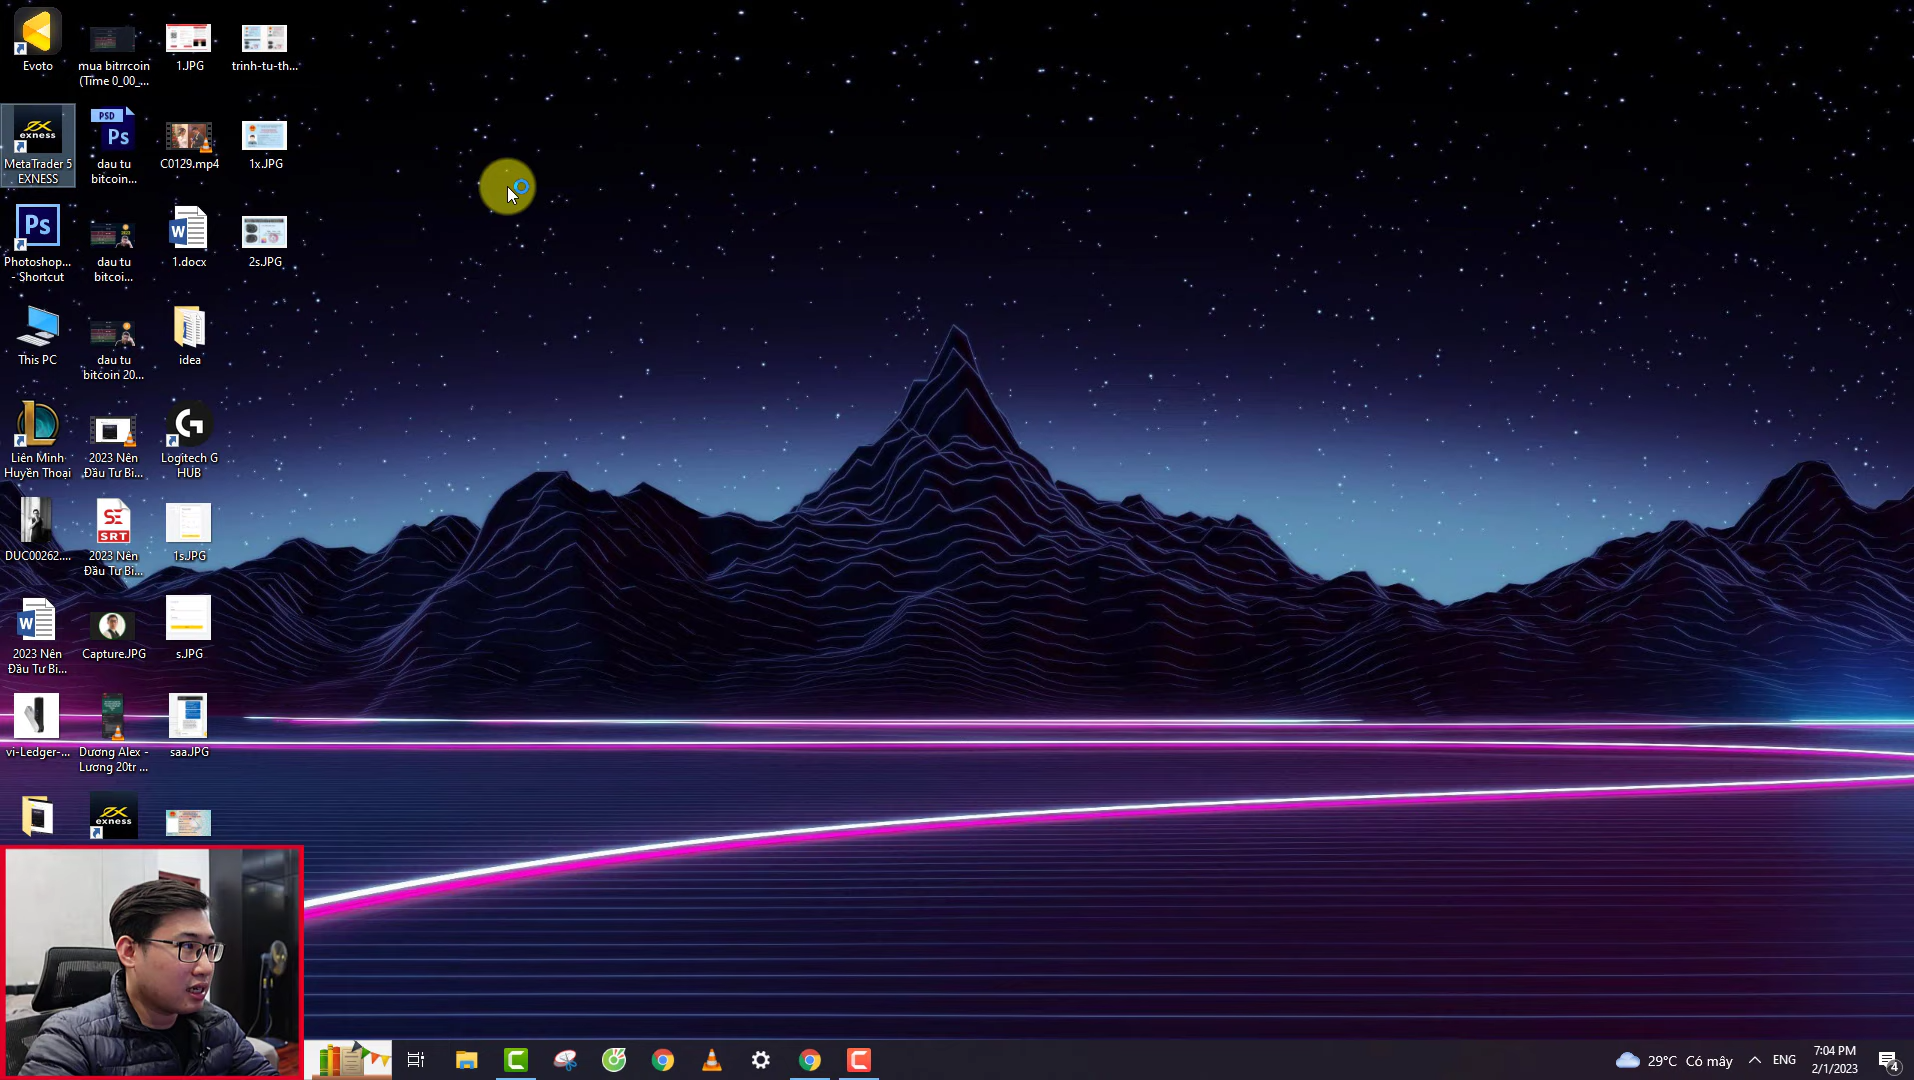 Evoto
mua bitrrcoin
(Time 0_00_...
1.JPG
trinh-tu-th...
exness
MetaTrader 5
EXNESS
PSD
Ps
dau tu
bitcoin...
C0129.mp4
1x.JPG
Ps
Photoshop...
- Shortcut
dau tu
bitcoi...
W
1.docx
2s.JPG
This PC
dau tu
bitcoin 20...
idea
Liên Minh
Huyền Thoại
2023 Nên
Đầu Tư Bi...
G
Logitech G
HUB
DUC00262....
SE
SRT
2023 Nên
Đầu Tư Bi...
1s.JPG
W
2023 Nên
Đầu Tư Bi...
Capture.JPG
s.JPG
vi-Ledger-...
Dương Alex -
Lương 20tr ...
saa.JPG
exness
29°C Có mây
ENG
7:04 PM
2/1/2023
4